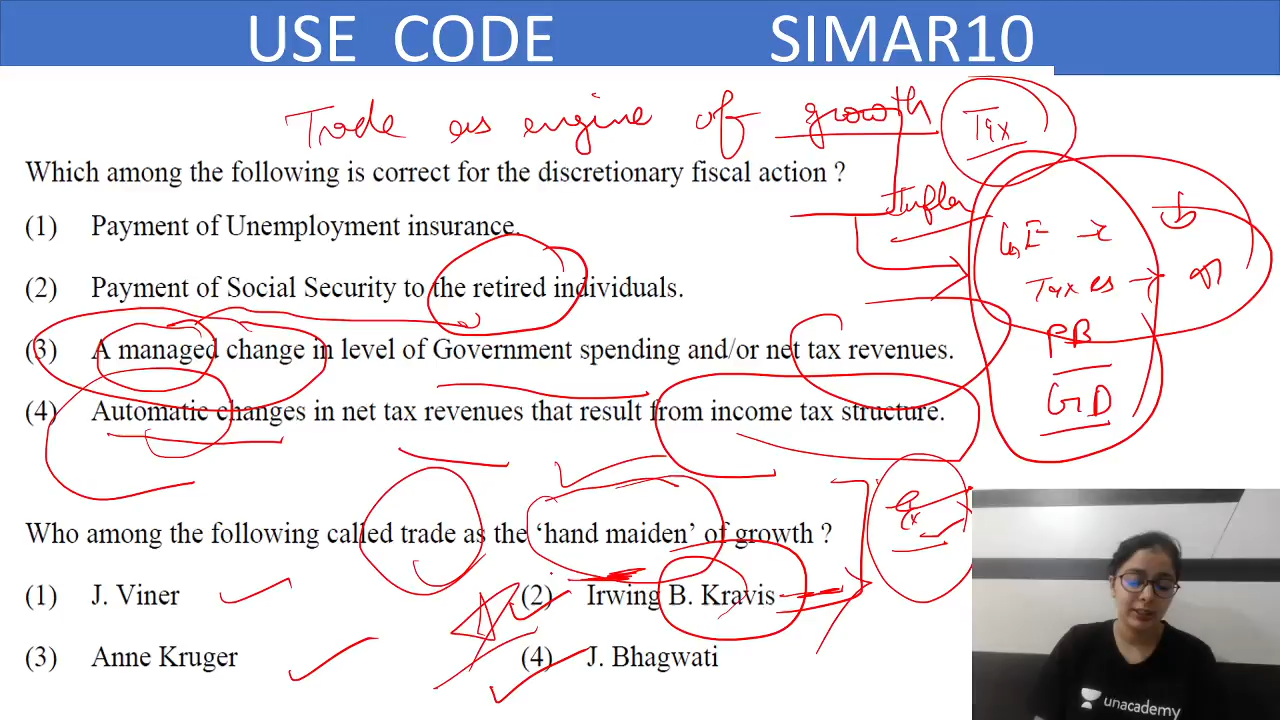 USE CODE SIMAR10
Trade as engine of growth
Tax
Which among the following is correct for the discretionary fiscal action ?
(1) Payment of Unemployment insurance.
(2) Payment of Social Security to the retired individuals.
(3) A managed change in level of Government spending and/or net tax revenues.
(4) Automatic changes in net tax revenues that result from income tax structure.
Taxes →
PB
GD
Who among the following called trade as the ‘hand maiden’ of growth ?
(1) J. Viner (2) Irwing B. Kravis
(3) Anne Kruger (4) J. Bhagwati
unacademy